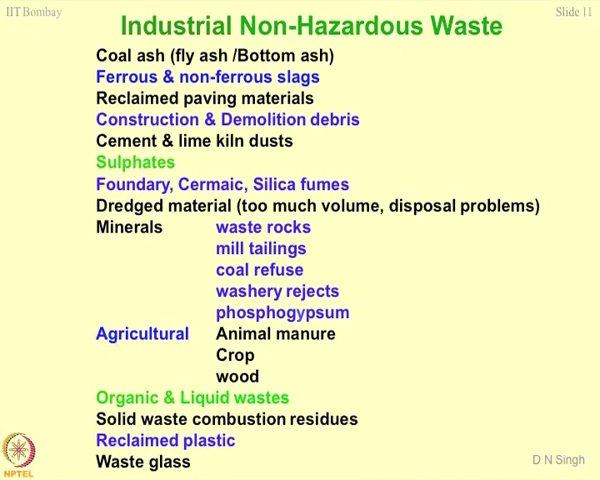 IIT Bombay
Slide 11
Industrial Non-Hazardous Waste
Coal ash (fly ash /Bottom ash)
Ferrous & non-ferrous slags
Reclaimed paving materials
Construction & Demolition debris
Cement & lime kiln dusts
Sulphates
Foundary, Cermaic, Silica fumes
Dredged material (too much volume, disposal problems)
Minerals waste rocks
mill tailings
coal refuse
washery rejects
phosphogypsum
Agricultural Animal manure
Crop
wood
Organic & Liquid wastes
Solid waste combustion residues
Reclaimed plastic
Waste glass
D N Singh
NPTEL